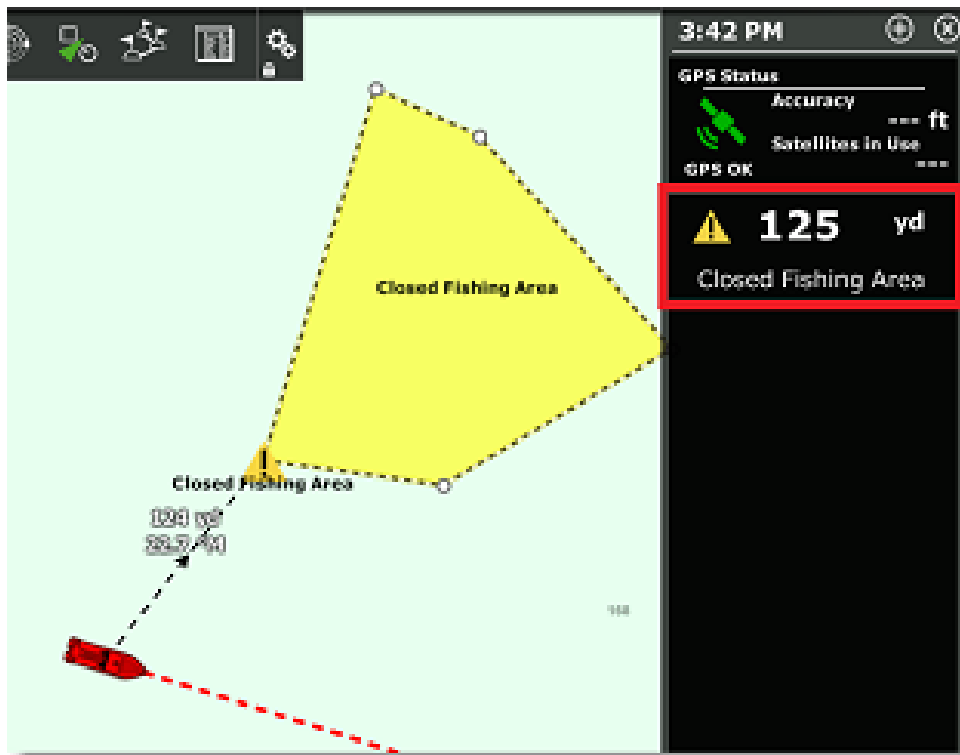 3:42 PM
GPS Status
Accuracy
--- ft
Satellites in Use
---
GPS OK
125 yd
Closed Fishing Area
Closed Fishing Area
Closed Fishing Area